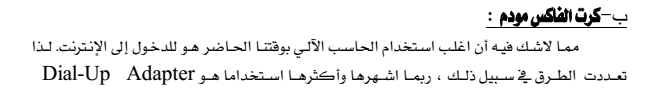 ب-كرت الفاكس مودم :
مما لاشك فيه أن اغلب استخدام الحاسب الآلي بوقتنا الحاضر هو للدخول إلى الإنترنت. لذا
تعددت الطرق في سبيل ذلك ، ربما اشهرها وأكثرها استخداما هو Dial-Up Adapter